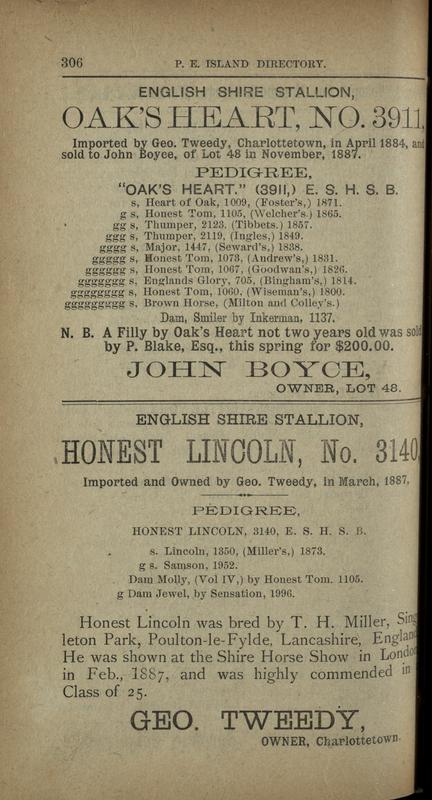 306 P. E. ISLAND DIRECTORY.
ENGLISH SHIRE STALLION,
OAK'S HEART, NO. 3911,
Imported by Geo. Tweedy, Charlottetown, in April 1884, and
sold to John Boyce, of Lot 48 in November, 1887.
PEDIGREE,
"OAK'S HEART." (3911,) E. S. H. S. B.
s, Heart of Oak, 1009, (Foster's,) 1871.
g s, Honest Tom, 1105, (Welcher's.) 1865.
gg s, Thumper, 2123, (Tibbets.) 1857.
ggg s, Thumper, 2119, (Ingles,) 1849.
gggg s, Major, 1447, (Seward's,) 1838.
ggggg s, Honest Tom, 1073, (Andrew's,) 1831.
gggggg s, Honest Tom, 1067, (Goodwan's,) 1826.
ggggggg s, Englands Glory, 705, (Bingham's,) 1814.
gggggggg s, Honest Tom, 1060, (Wiseman's,) 1800.
ggggggggg s, Brown Horse, (Milton and Colley's.)
Dam, Smiler by Inkerman, 1137.
N. B. A Filly by Oak's Heart not two years old was sold
by P. Blake, Esq., this spring for $200.00.
JOHN BOYCE,
OWNER, LOT 48.
ENGLISH SHIRE STALLION,
HONEST LINCOLN, No. 3140,
Imported and Owned by Geo. Tweedy, in March, 1887,
PEDIGREE,
HONEST LINCOLN, 3140, E. S. H. S. B.
s. Lincoln, 1350, (Miller's,) 1873.
g s. Samson, 1952.
Dam Molly, (Vol IV,) by Honest Tom. 1105.
g Dam Jewel, by Sensation, 1996.
Honest Lincoln was bred by T. H. Miller, Sing
leton Park, Poulton-le-Fylde, Lancashire, England
He was shown at the Shire Horse Show in London
in Feb., 1887, and was highly commended in
Class of 25.
GEO. TWEEDY,
OWNER, Charlottetown.